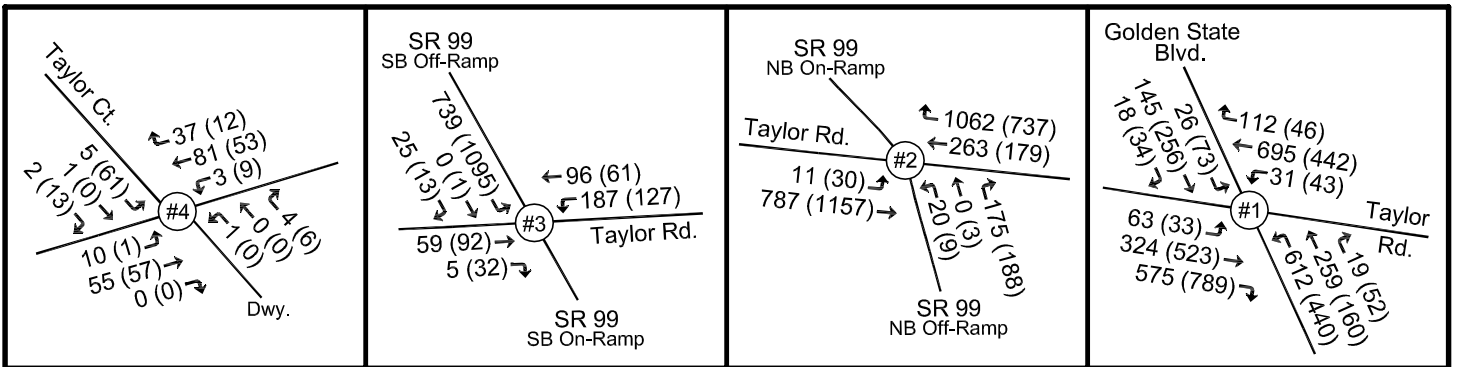 Taylor Ct.
37 (12)
81 (53)
3 (9)
5 (61)
1 (0)
2 (13)
#4
10 (1)
55 (57)
0 (0)
4 (6)
0 (0)
1 (0)
Dwy.
SR 99
SB Off-Ramp
739 (1095)
0 (1)
25 (13)
96 (61)
187 (127)
#3
Taylor Rd.
59 (92)
5 (32)
SR 99
SB On-Ramp
SR 99
NB On-Ramp
1062 (737)
263 (179)
Taylor Rd.
#2
11 (30)
787 (1157)
20 (9)
0 (3)
175 (188)
SR 99
NB Off-Ramp
Golden State
Blvd.
26 (73)
145 (256)
18 (34)
112 (46)
695 (442)
31 (43)
#1
Taylor
Rd.
63 (33)
324 (523)
575 (789)
19 (52)
259 (160)
612 (440)